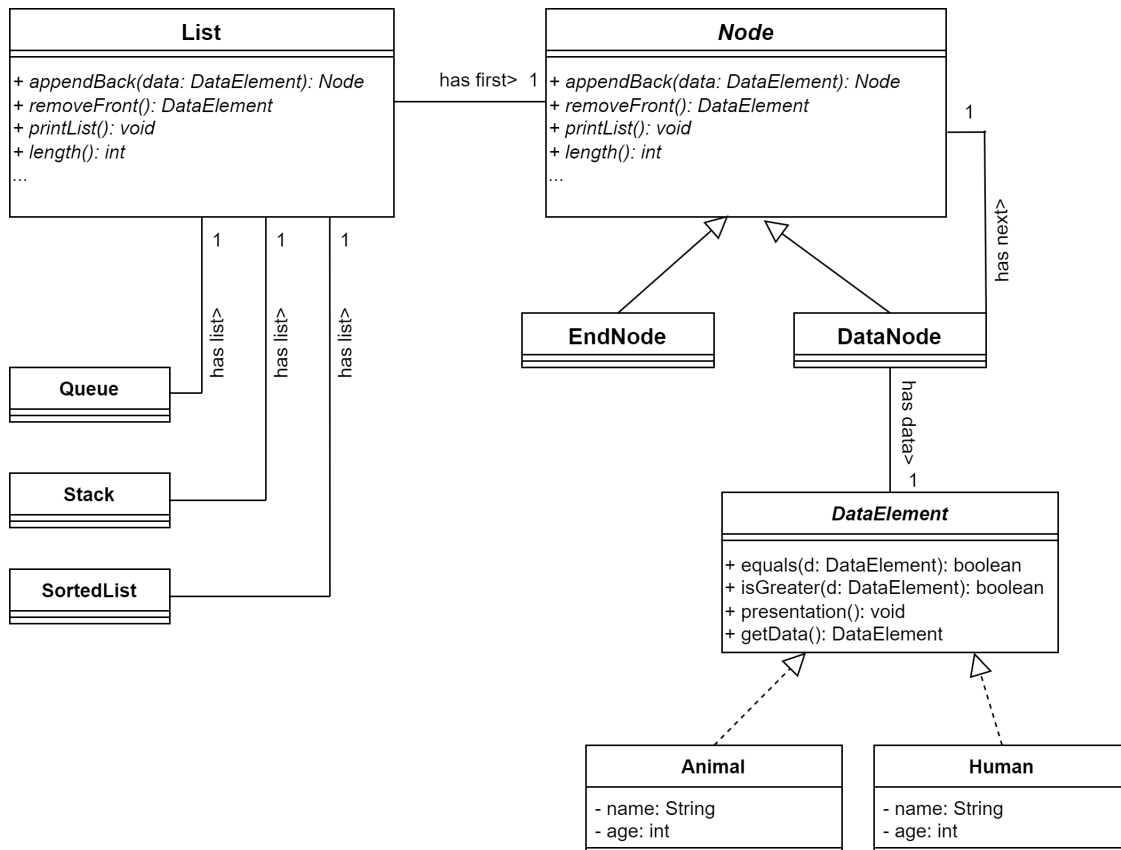 List
+ appendBack(data: DataElement): Node
+ removeFront(): DataElement
+ printList(): void
+ length(): int
...
has first> 1
Node
+ appendBack(data: DataElement): Node
+ removeFront(): DataElement
+ printList(): void
+ length(): int
...
1
has next>
1
has list>
1
has list>
1
has list>
EndNode
DataNode
Queue
Stack
SortedList
has data>
1
DataElement
+ equals(d: DataElement): boolean
+ isGreater(d: DataElement): boolean
+ presentation(): void
+ getData(): DataElement
Animal
- name: String
- age: int
Human
- name: String
- age: int